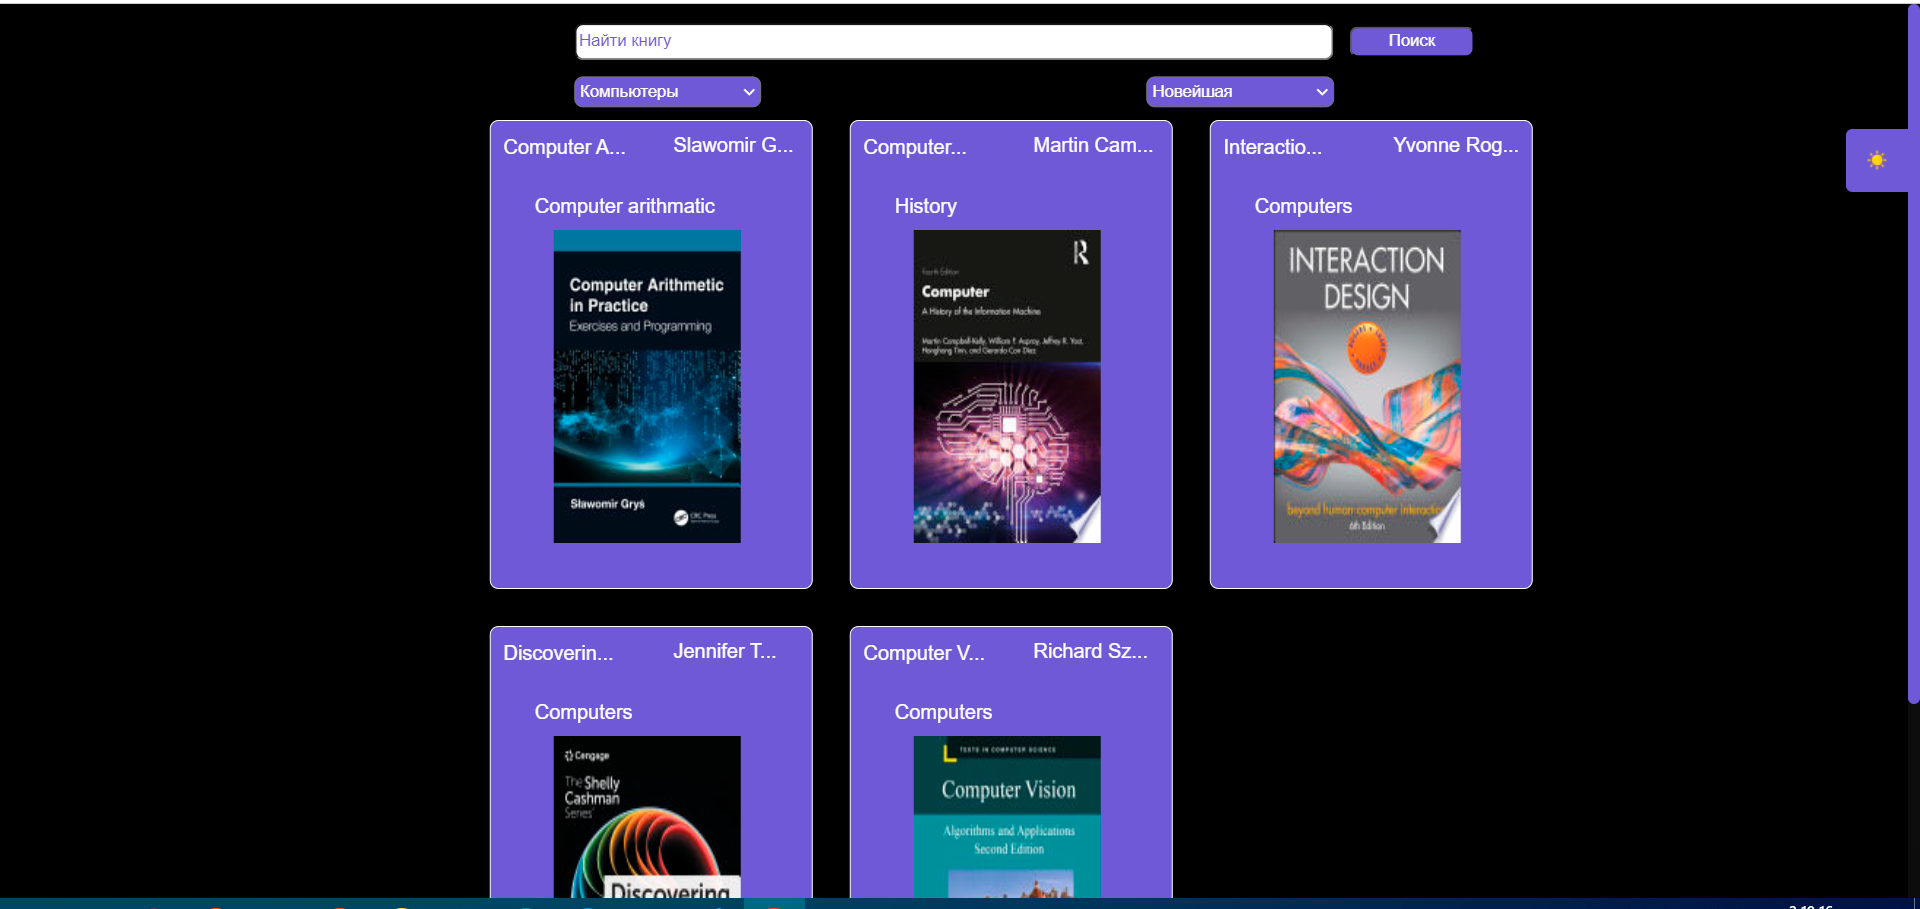 Найти книгу
Поиск
Компьютеры
Новейшая
Computer A...
Slawomir G...
Computer arithmatic
Computer Arithmetic
in Practice
Exercises and Programming
Sławomir Gryś
CRC Press
Computer...
Martin Cam...
History
R
Fourth Edition
Computer
A History of the Information Machine
Martin Campbell-Kelly, William F. Aspray, Jeffrey R. Yost,
Honghong Tinn, and Gerardo Con Díaz
Interactio...
Yvonne Rog...
Computers
INTERACTION
DESIGN
beyond human-computer interaction
6th Edition
Discoverin...
Jennifer T...
Computers
Cengage
The Shelly
Cashman
Series
Discovering
Computer V...
Richard Sz...
Computers
TEXTS IN COMPUTER SCIENCE
Computer Vision
Algorithms and Applications
Second Edition